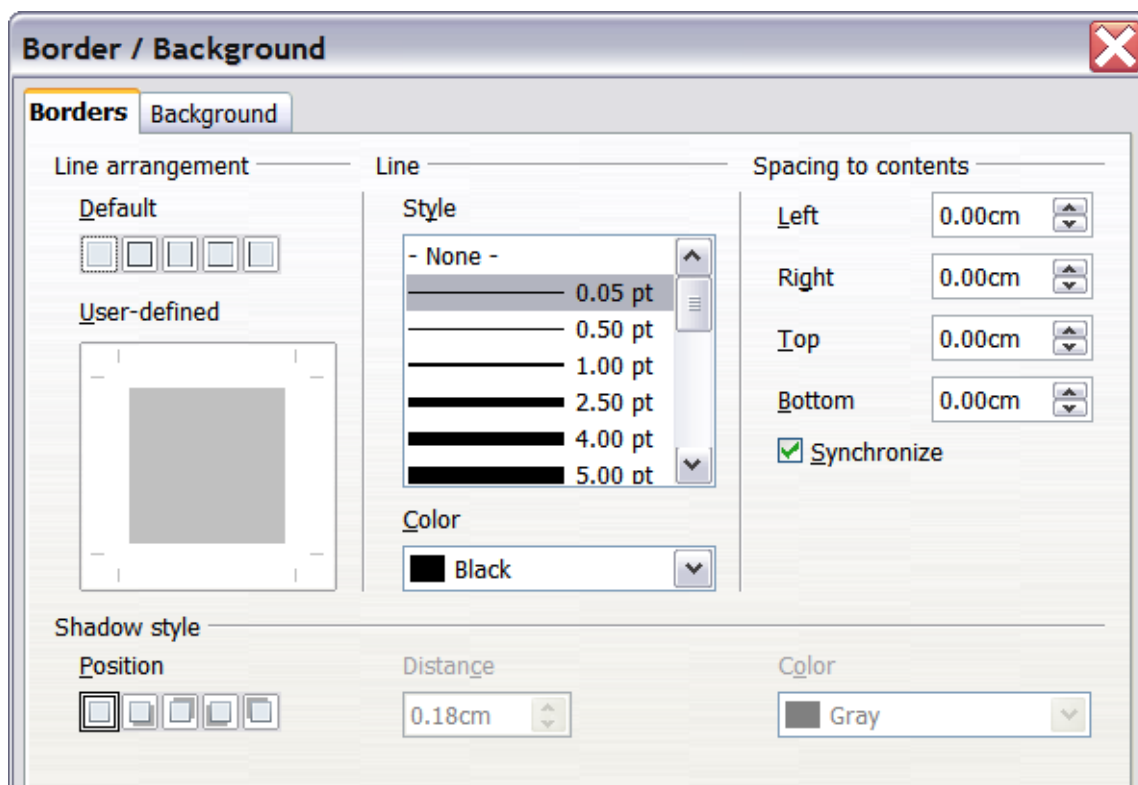 Border / Background
Borders
Background
Line arrangement
Default
User-defined
Line
Style
- None -
0.05 pt
0.50 pt
1.00 pt
2.50 pt
4.00 pt
5.00 pt
Color
Black
Spacing to contents
Left
0.00cm
Right
0.00cm
Top
0.00cm
Bottom
0.00cm
Synchronize
Shadow style
Position
Distance
0.18cm
Color
Gray